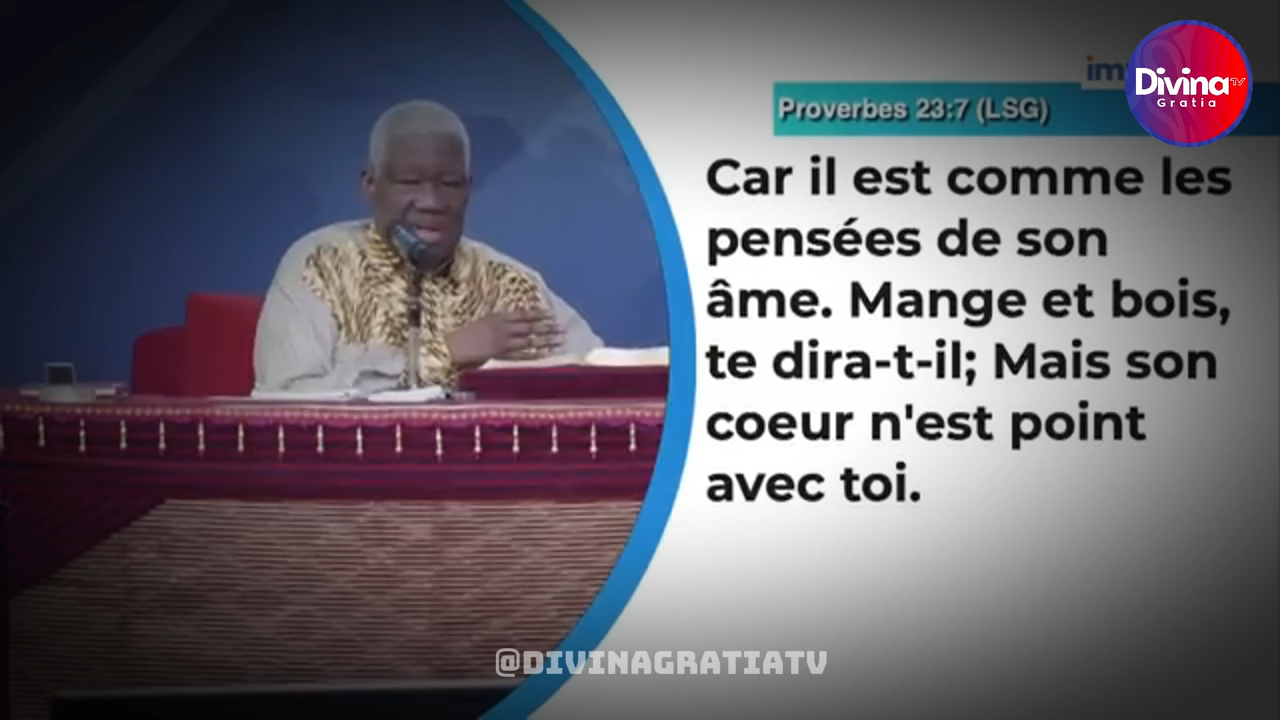 Divina TV
Gratia
Proverbes 23:7 (LSG)
Car il est comme les
pensées de son
âme. Mange et bois,
te dira-t-il; Mais son
coeur n'est point
avec toi.
@DIVINAGRATIATV